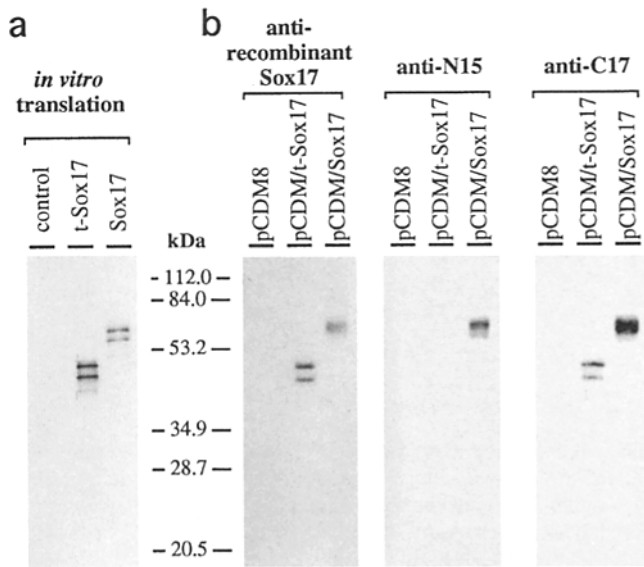 a
b
in vitro
translation
control
t-Sox17
Sox17
anti-
recombinant
Sox17
pCDM8
pCDM/t-Sox17
pCDM/Sox17
anti-N15
pCDM8
pCDM/t-Sox17
pCDM/Sox17
anti-C17
pCDM8
pCDM/t-Sox17
pCDM/Sox17
kDa
- 112.0 -
- 84.0 -
- 53.2 -
- 34.9 -
- 28.7 -
- 20.5 -